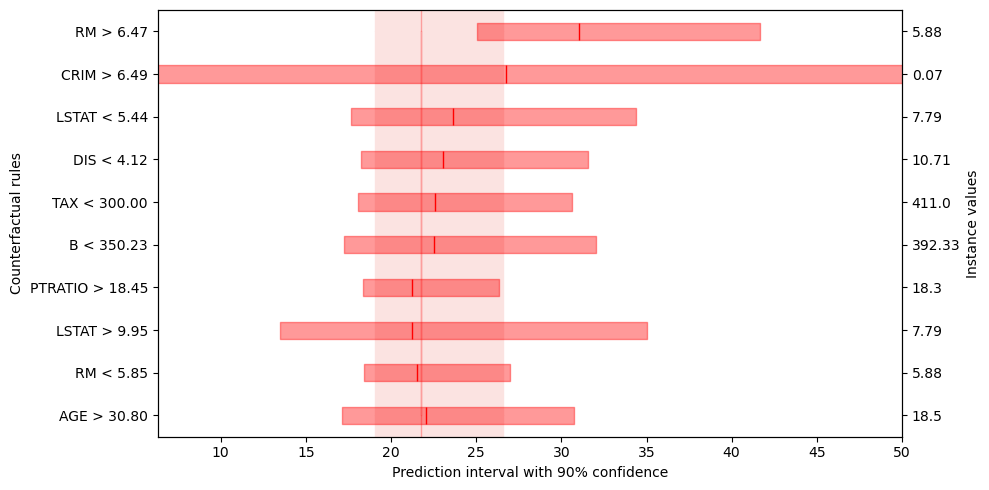 RM > 6.47 5.88
CRIM > 6.49 0.07
LSTAT < 5.44 7.79
DIS < 4.12 10.71
TAX < 300.00 411.0
B < 350.23 392.33
PTRATIO > 18.45 18.3
LSTAT > 9.95 7.79
RM < 5.85 5.88
AGE > 30.80 18.5
Counterfactual rules
Instance values
10 15 20 25 30 35 40 45 50
Prediction interval with 90% confidence